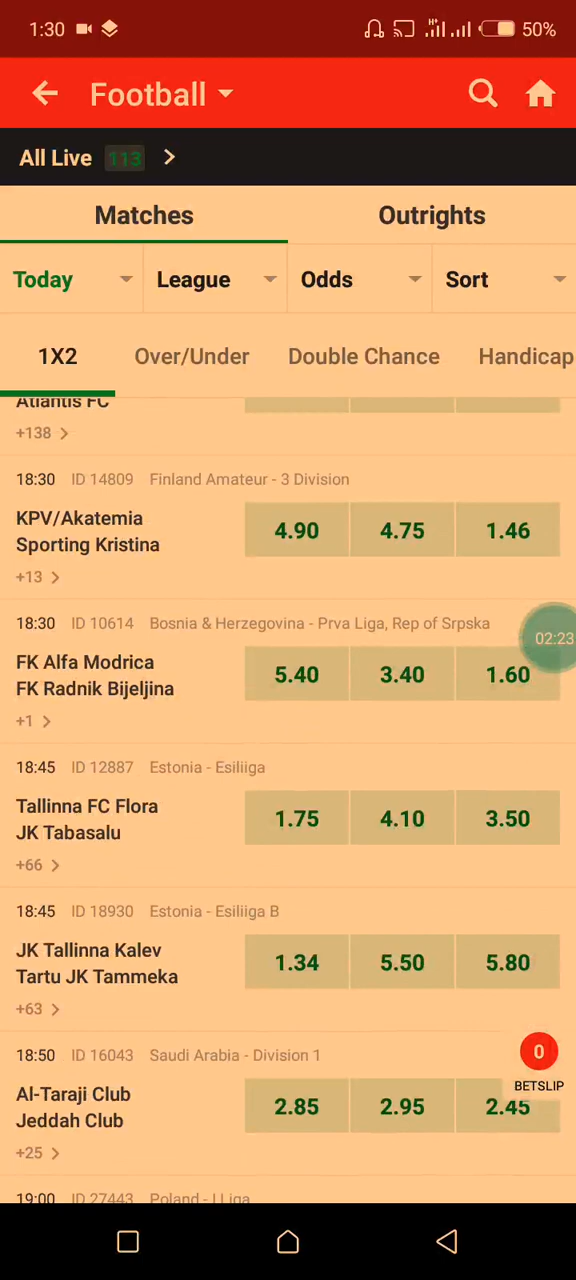 1:30 50%
Football
All Live 113
Matches Outrights
Today League Odds Sort
1X2 Over/Under Double Chance Handicap
Atlantis FC
+138
18:30 ID 14809 Finland Amateur - 3 Division
KPV/Akatemia
Sporting Kristina
4.90 4.75 1.46
+13
18:30 ID 10614 Bosnia & Herzegovina - Prva Liga, Rep of Srpska
02:23
FK Alfa Modrica
FK Radnik Bijeljina
5.40 3.40 1.60
+1
18:45 ID 12887 Estonia - Esiliiga
Tallinna FC Flora
JK Tabasalu
1.75 4.10 3.50
+66
18:45 ID 18930 Estonia - Esiliiga B
JK Tallinna Kalev
Tartu JK Tammeka
1.34 5.50 5.80
+63
0
BETSLIP
18:50 ID 16043 Saudi Arabia - Division 1
Al-Taraji Club
Jeddah Club
2.85 2.95 2.45
+25
19:00 ID 27443 Poland - I Liga